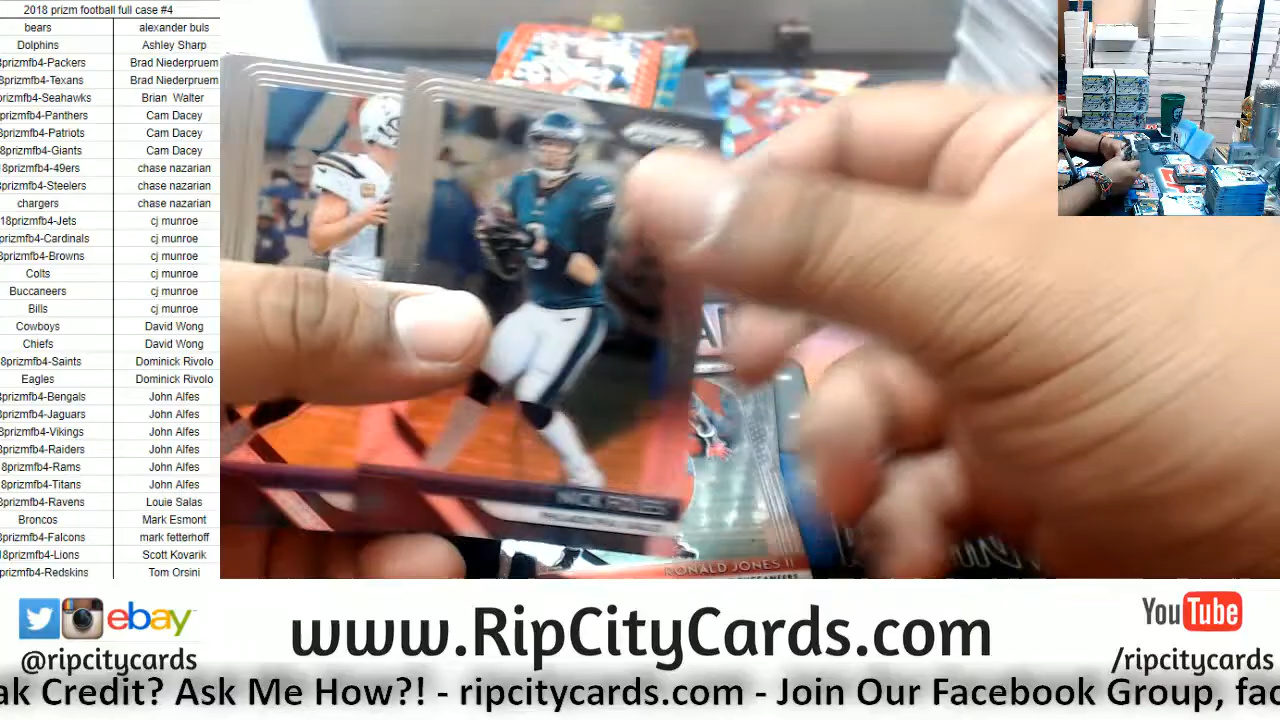 2018 prizm football full case #4
bears alexander buls
Dolphins Ashley Sharp
8prizmfb4-Packers Brad Niederpruem
8prizmfb4-Texans Brad Niederpruem
prizmfb4-Seahawks Brian Walter
prizmfb4-Panthers Cam Dacey
8prizmfb4-Patriots Cam Dacey
8prizmfb4-Giants Cam Dacey
18prizmfb4-49ers chase nazarian
8prizmfb4-Steelers chase nazarian
chargers chase nazarian
18prizmfb4-Jets cj munroe
prizmfb4-Cardinals cj munroe
8prizmfb4-Browns cj munroe
Colts cj munroe
Buccaneers cj munroe
Bills cj munroe
Cowboys David Wong
Chiefs David Wong
8prizmfb4-Saints Dominick Rivolo
Eagles Dominick Rivolo
8prizmfb4-Bengals John Alfes
8prizmfb4-Jaguars John Alfes
8prizmfb4-Vikings John Alfes
8prizmfb4-Raiders John Alfes
8prizmfb4-Rams John Alfes
8prizmfb4-Titans John Alfes
8prizmfb4-Ravens Louie Salas
Broncos Mark Esmont
8prizmfb4-Falcons mark fetterhoff
18prizmfb4-Lions Scott Kovarik
prizmfb4-Redskins Tom Orsini
NICK FOLES
RONALD JONES II
BUCCANEERS
ebay
@ripcitycards
www.RipCityCards.com
YouTube
/ripcitycards
ak Credit? Ask Me How?! - ripcitycards.com - Join Our Facebook Group, fac